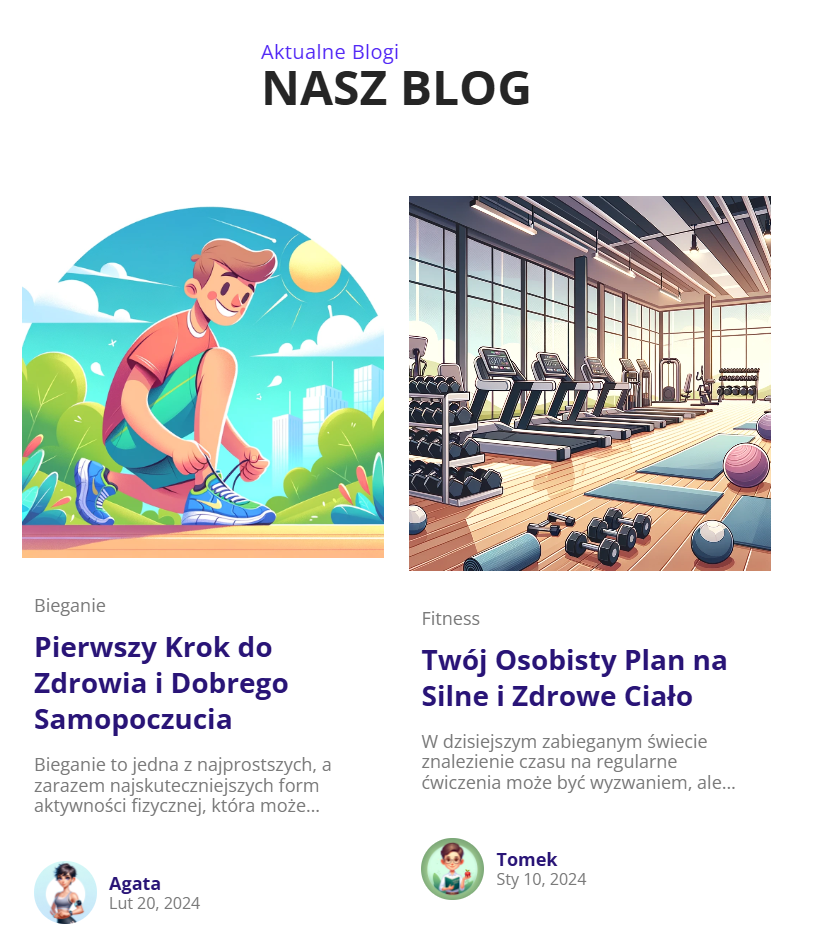 Aktualne Blogi
NASZ BLOG
Bieganie
Pierwszy Krok do
Zdrowia i Dobrego
Samopoczucia
Bieganie to jedna z najprostszych, a
zarazem najskuteczniejszych form
aktywności fizycznej, która może...
Agata
Lut 20, 2024
Fitness
Twój Osobisty Plan na
Silne i Zdrowe Ciało
W dzisiejszym zabieganym świecie
znalezienie czasu na regularne
ćwiczenia może być wyzwaniem, ale...
Tomek
Sty 10, 2024